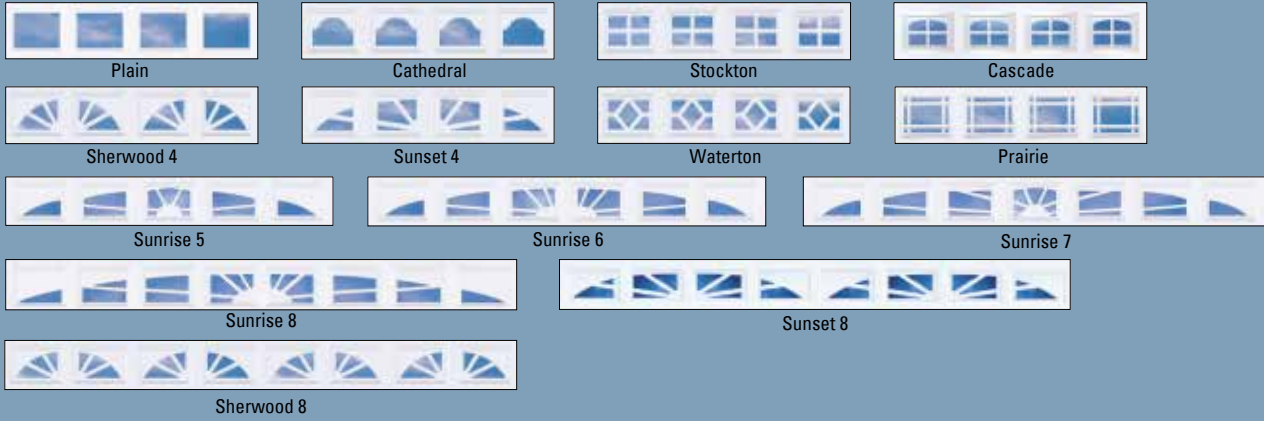 Plain
Cathedral
Stockton
Cascade
Sherwood 4
Sunset 4
Waterton
Prairie
Sunrise 5
Sunrise 6
Sunrise 7
Sunrise 8
Sunset 8
Sherwood 8